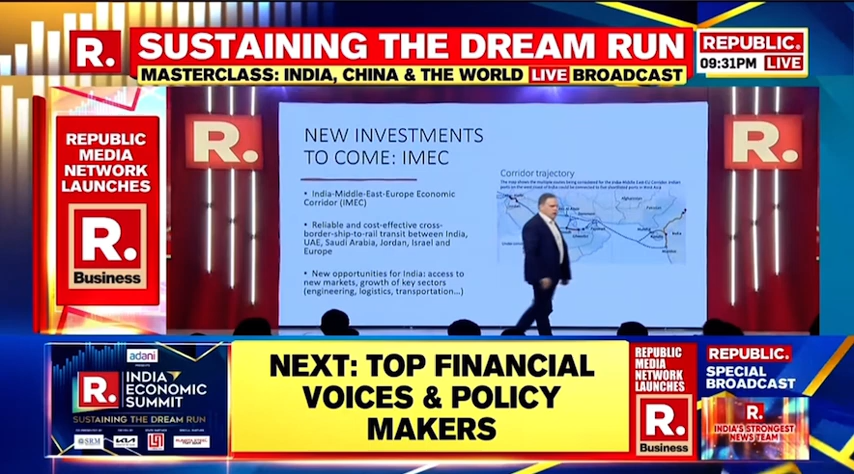 R.
SUSTAINING THE DREAM RUN
MASTERCLASS: INDIA, CHINA & THE WORLD LIVE BROADCAST
REPUBLIC.
09:31PM LIVE
REPUBLIC
MEDIA
NETWORK
LAUNCHES
R.
Business
R.
NEW INVESTMENTS
TO COME: IMEC
• India-Middle-East-Europe Economic
Corridor (IMEC)
• Reliable and cost-effective cross-
border-ship-to-rail transit between India,
UAE, Saudi Arabia, Jordan, Israel and
Europe
• New opportunities for India: access to
new markets, growth of key sectors
(engineering, logistics, transportation...)
Corridor trajectory
R.
adani
R.
INDIA
ECONOMIC
SUMMIT
SUSTAINING THE DREAM RUN
SRM
KIA
NEXT: TOP FINANCIAL
VOICES & POLICY
MAKERS
REPUBLIC
MEDIA
NETWORK
LAUNCHES
R.
Business
REPUBLIC.
SPECIAL
BROADCAST
R.
INDIA'S STRONGEST
NEWS TEAM